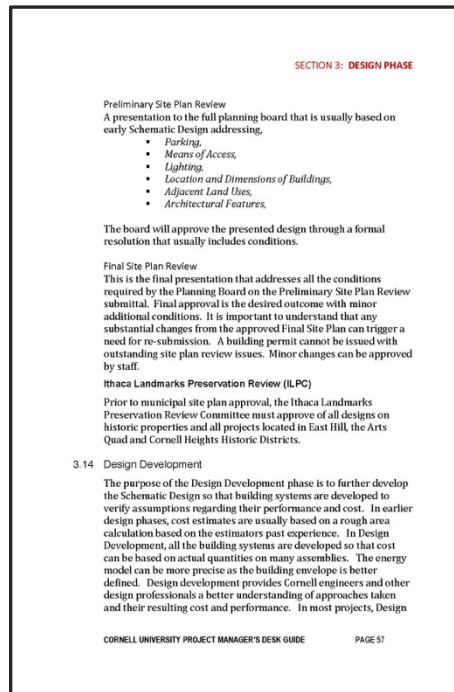 SECTION 3: DESIGN PHASE
Preliminary Site Plan Review
A presentation to the full planning board that is usually based on
early Schematic Design addressing,
▪ Parking,
▪ Means of Access,
▪ Lighting,
▪ Location and Dimensions of Buildings,
▪ Adjacent Land Uses,
▪ Architectural Features,
The board will approve the presented design through a formal
resolution that usually includes conditions.
Final Site Plan Review
This is the final presentation that addresses all the conditions
required by the Planning Board on the Preliminary Site Plan Review
submittal. Final approval is the desired outcome with minor
additional conditions. It is important to understand that any
substantial changes from the approved Final Site Plan can trigger a
need for re-submission. A building permit cannot be issued with
outstanding site plan review issues. Minor changes can be approved
by staff.
Ithaca Landmarks Preservation Review (ILPC)
Prior to municipal site plan approval, the Ithaca Landmarks
Preservation Review Committee must approve of all designs on
historic properties and all projects located in East Hill, the Arts
Quad and Cornell Heights Historic Districts.
3.14 Design Development
The purpose of the Design Development phase is to further develop
the Schematic Design so that building systems are developed to
verify assumptions regarding their performance and cost. In earlier
design phases, cost estimates are usually based on a rough area
calculation based on the estimators past experience. In Design
Development, all the building systems are developed so that cost
can be based on actual quantities on many assemblies. The energy
model can be more precise as the building envelope is better
defined. Design development provides Cornell engineers and other
design professionals a better understanding of approaches taken
and their resulting cost and performance. In most projects, Design
CORNELL UNIVERSITY PROJECT MANAGER'S DESK GUIDE PAGE 57